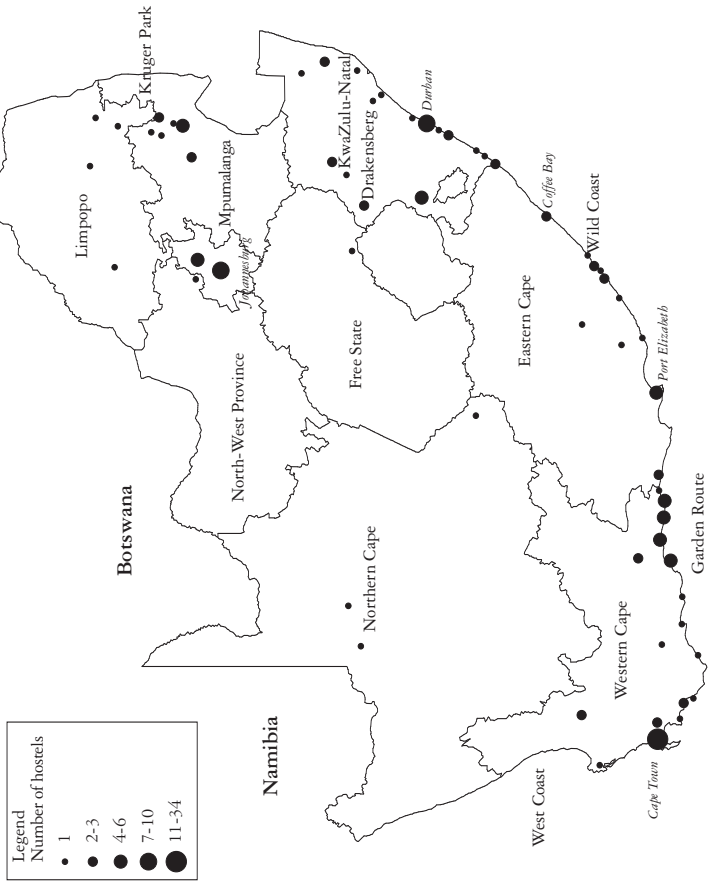 Legend
Number of hostels
1
2-3
4-6
7-10
11-34
Botswana
Namibia
Limpopo
Kruger Park
Mpumalanga
Johannesburg
North-West Province
Free State
KwaZulu-Natal
Drakensberg
Durban
Northern Cape
Eastern Cape
Coffee Bay
Wild Coast
Port Elizabeth
Western Cape
Garden Route
West Coast
Cape Town